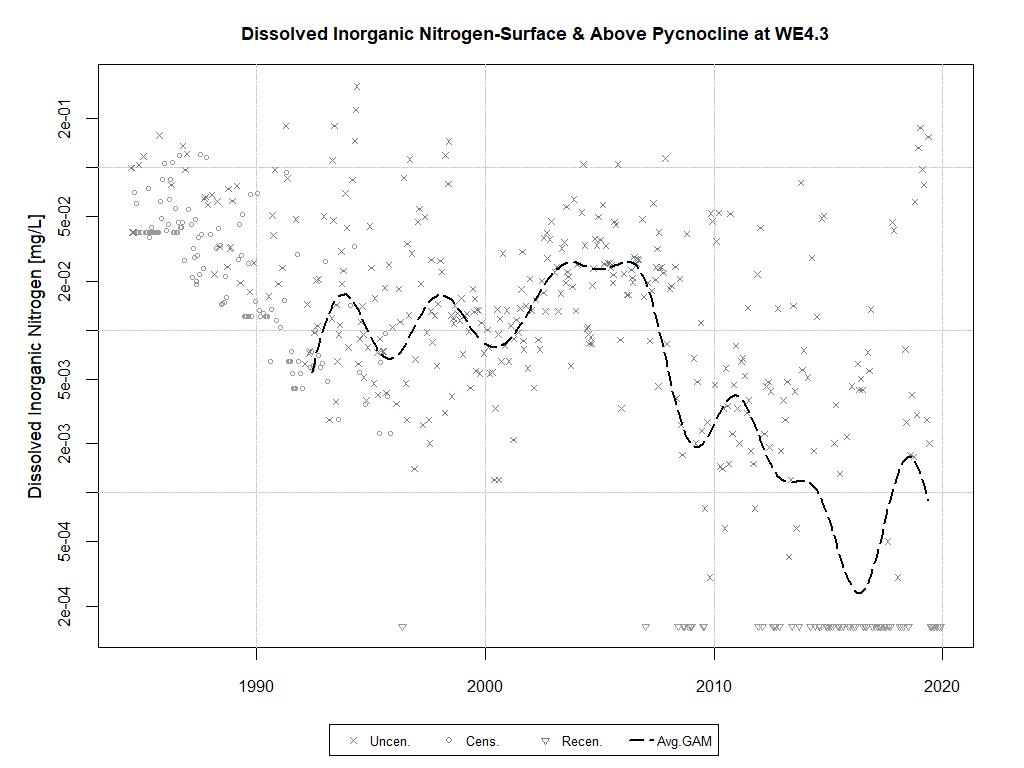 Dissolved Inorganic Nitrogen-Surface & Above Pycnocline at WE4.3
Dissolved Inorganic Nitrogen [mg/L]
2e-01
5e-02
2e-02
5e-03
2e-03
5e-04
2e-04
1990 2000 2010 2020
Uncen. Cens. Recen. Avg.GAM